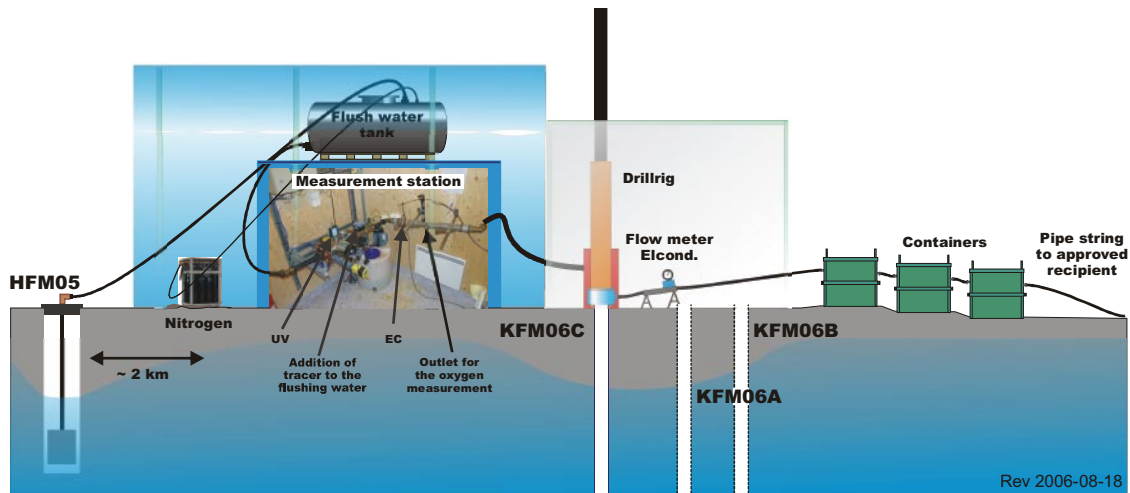 Flush water
tank
Measurement station
Drillrig
Flow meter
Elcond.
Containers
Pipe string
to approved
recipient
HFM05
Nitrogen
~ 2 km
UV
Addition of
tracer to the
flushing water
EC
Outlet for
the oxygen
measurement
KFM06C
KFM06B
KFM06A
Rev 2006-08-18